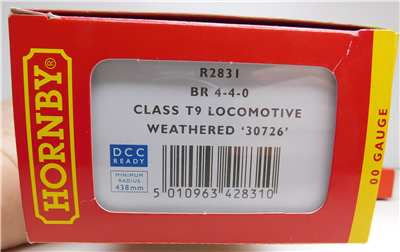 HORNBY®
R2831
BR 4-4-0
CLASS T9 LOCOMOTIVE
WEATHERED '30726'
DCC
READY
MINIMUM
RADIUS
438mm
5 010963 428310
00 GAUGE